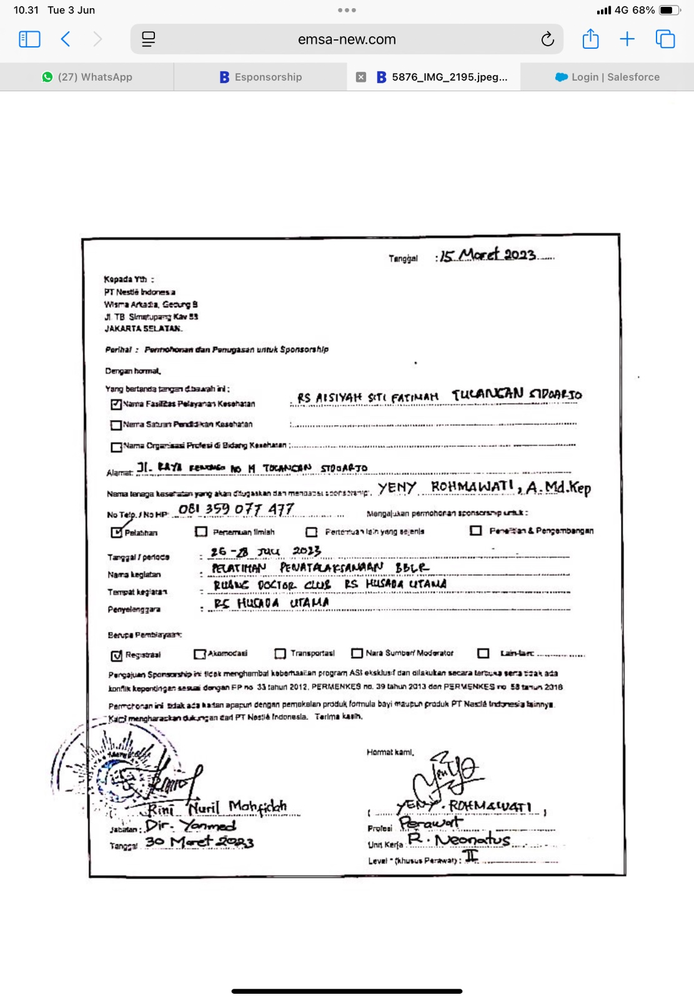 10.31 Tue 3 Jun
4G 68%
emsa-new.com
(27) WhatsApp
Esponsorship
5876_IMG_2195.jpeg...
Login | Salesforce
Tanggal : 15 Maret 2023
Kepada Yth :
PT Nestlé Indonesia
Wisma Arkadia, Gedung B
Jl. TB Simatupang Kav 53
JAKARTA SELATAN.
Perihal : Permohonan dan Penugasan untuk Sponsorship
Dengan hormat,
Yang bertanda tangan dibawah ini :
Nama Fasilitas Pelayanan Kesehatan : RS AISIYAH SITI FATIMAH TULANGAN SIDOARJO
Nama Satuan Pendidikan Kesehatan :
Nama Organisasi Profesi di Bidang Kesehatan :
Alamat: Jl. RAYA KENONGO NO 14 TULANGAN SIDOARJO
Nama tenaga kesehatan yang akan ditugaskan dan mendapat sponsorship: YENY ROHMAWATI, A.Md.Kep
No Telp. / No HP: 081 359 077 477 Mengajukan permohonan sponsorship untuk :
Pelatihan Pertemuan Ilmiah Pertemuan lain yang sejenis Penelitian & Pengembangan
Tanggal / periode : 26 - 28 JULI 2023
Nama kegiatan : PELATIHAN PENATALAKSANAAN BBLR
Tempat kegiatan : RUANG DOCTOR CLUB RS HUSADA UTAMA
Penyelenggara : RS HUSADA UTAMA
Berupa Pembiayaan:
Registrasi Akomodasi Transportasi Nara Sumber/ Moderator Lain-lain:
Pengajuan Sponsorship ini tidak menghambat keberhasilan program ASI eksklusif dan dilakukan secara terbuka serta tidak ada
konflik kepentingan sesuai dengan PP no 33 tahun 2012, PERMENKES no. 39 tahun 2013 dan PERMENKES no 58 tahun 2016
Permohonan ini tidak ada kaitan apapun dengan pemakaian produk formula bayi maupun produk PT Nestlé Indonesia lainnya.
Kami mengharapkan dukungan dari PT Nestlé Indonesia. Terima kasih.
Hormat kami,
Rini Nuril Mahfidah
Jabatan : Dir. Yanmed
Tanggal 30 Maret 2023
( YENY. ROHMAWATI )
Profesi Perawat
Unit Kerja : R. Neonatus
Level * (khusus Perawat) : II